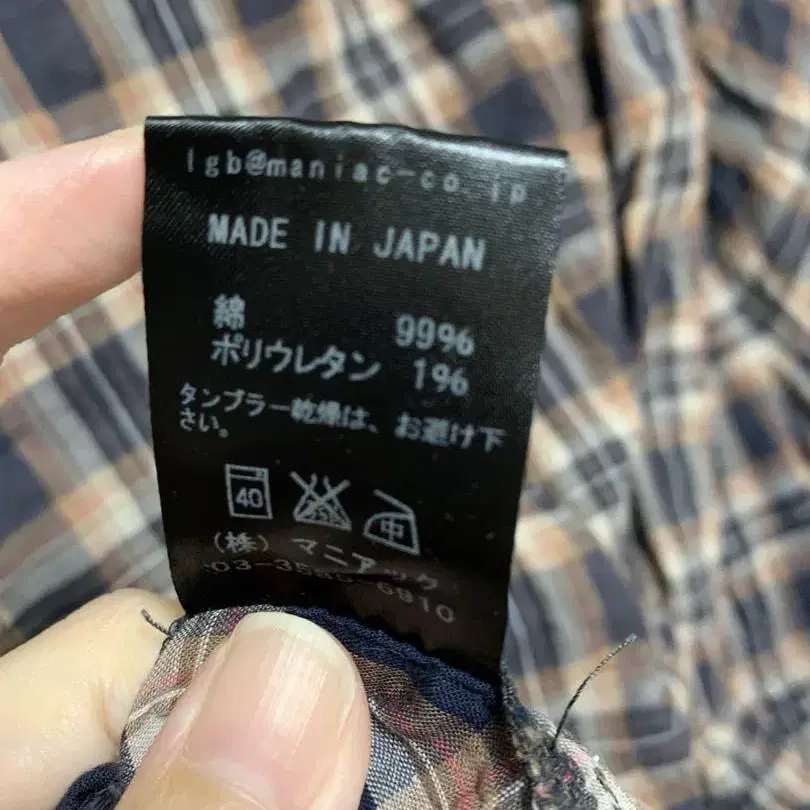 lgb@maniac-co.jp
MADE IN JAPAN
綿 99%
ポリウレタン 1%
タンブラー乾燥は、お避け下
さい。
40 中
（株）マニアック